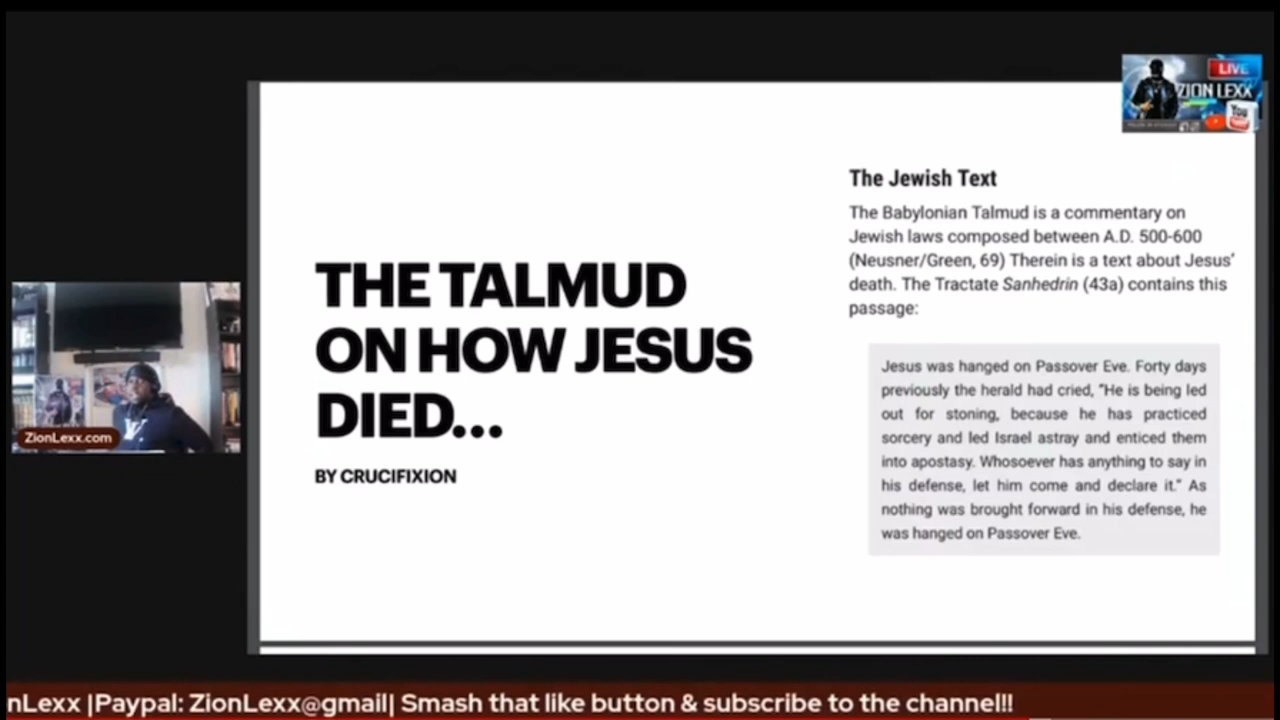 LIVE
ZION LEXX
You
The Jewish Text
The Babylonian Talmud is a commentary on
Jewish laws composed between A.D. 500-600
(Neusner/Green, 69) Therein is a text about Jesus'
death. The Tractate Sanhedrin (43a) contains this
passage:
THE TALMUD
ON HOW JESUS
DIED...
BY CRUCIFIXION
Jesus was hanged on Passover Eve. Forty days
previously the herald had cried, "He is being led
out for stoning, because he has practiced
sorcery and led Israel astray and enticed them
into apostasy. Whosoever has anything to say in
his defense, let him come and declare it." As
nothing was brought forward in his defense, he
was hanged on Passover Eve.
ZionLexx.com
nLexx |Paypal: ZionLexx@gmail| Smash that like button & subscribe to the channel!!